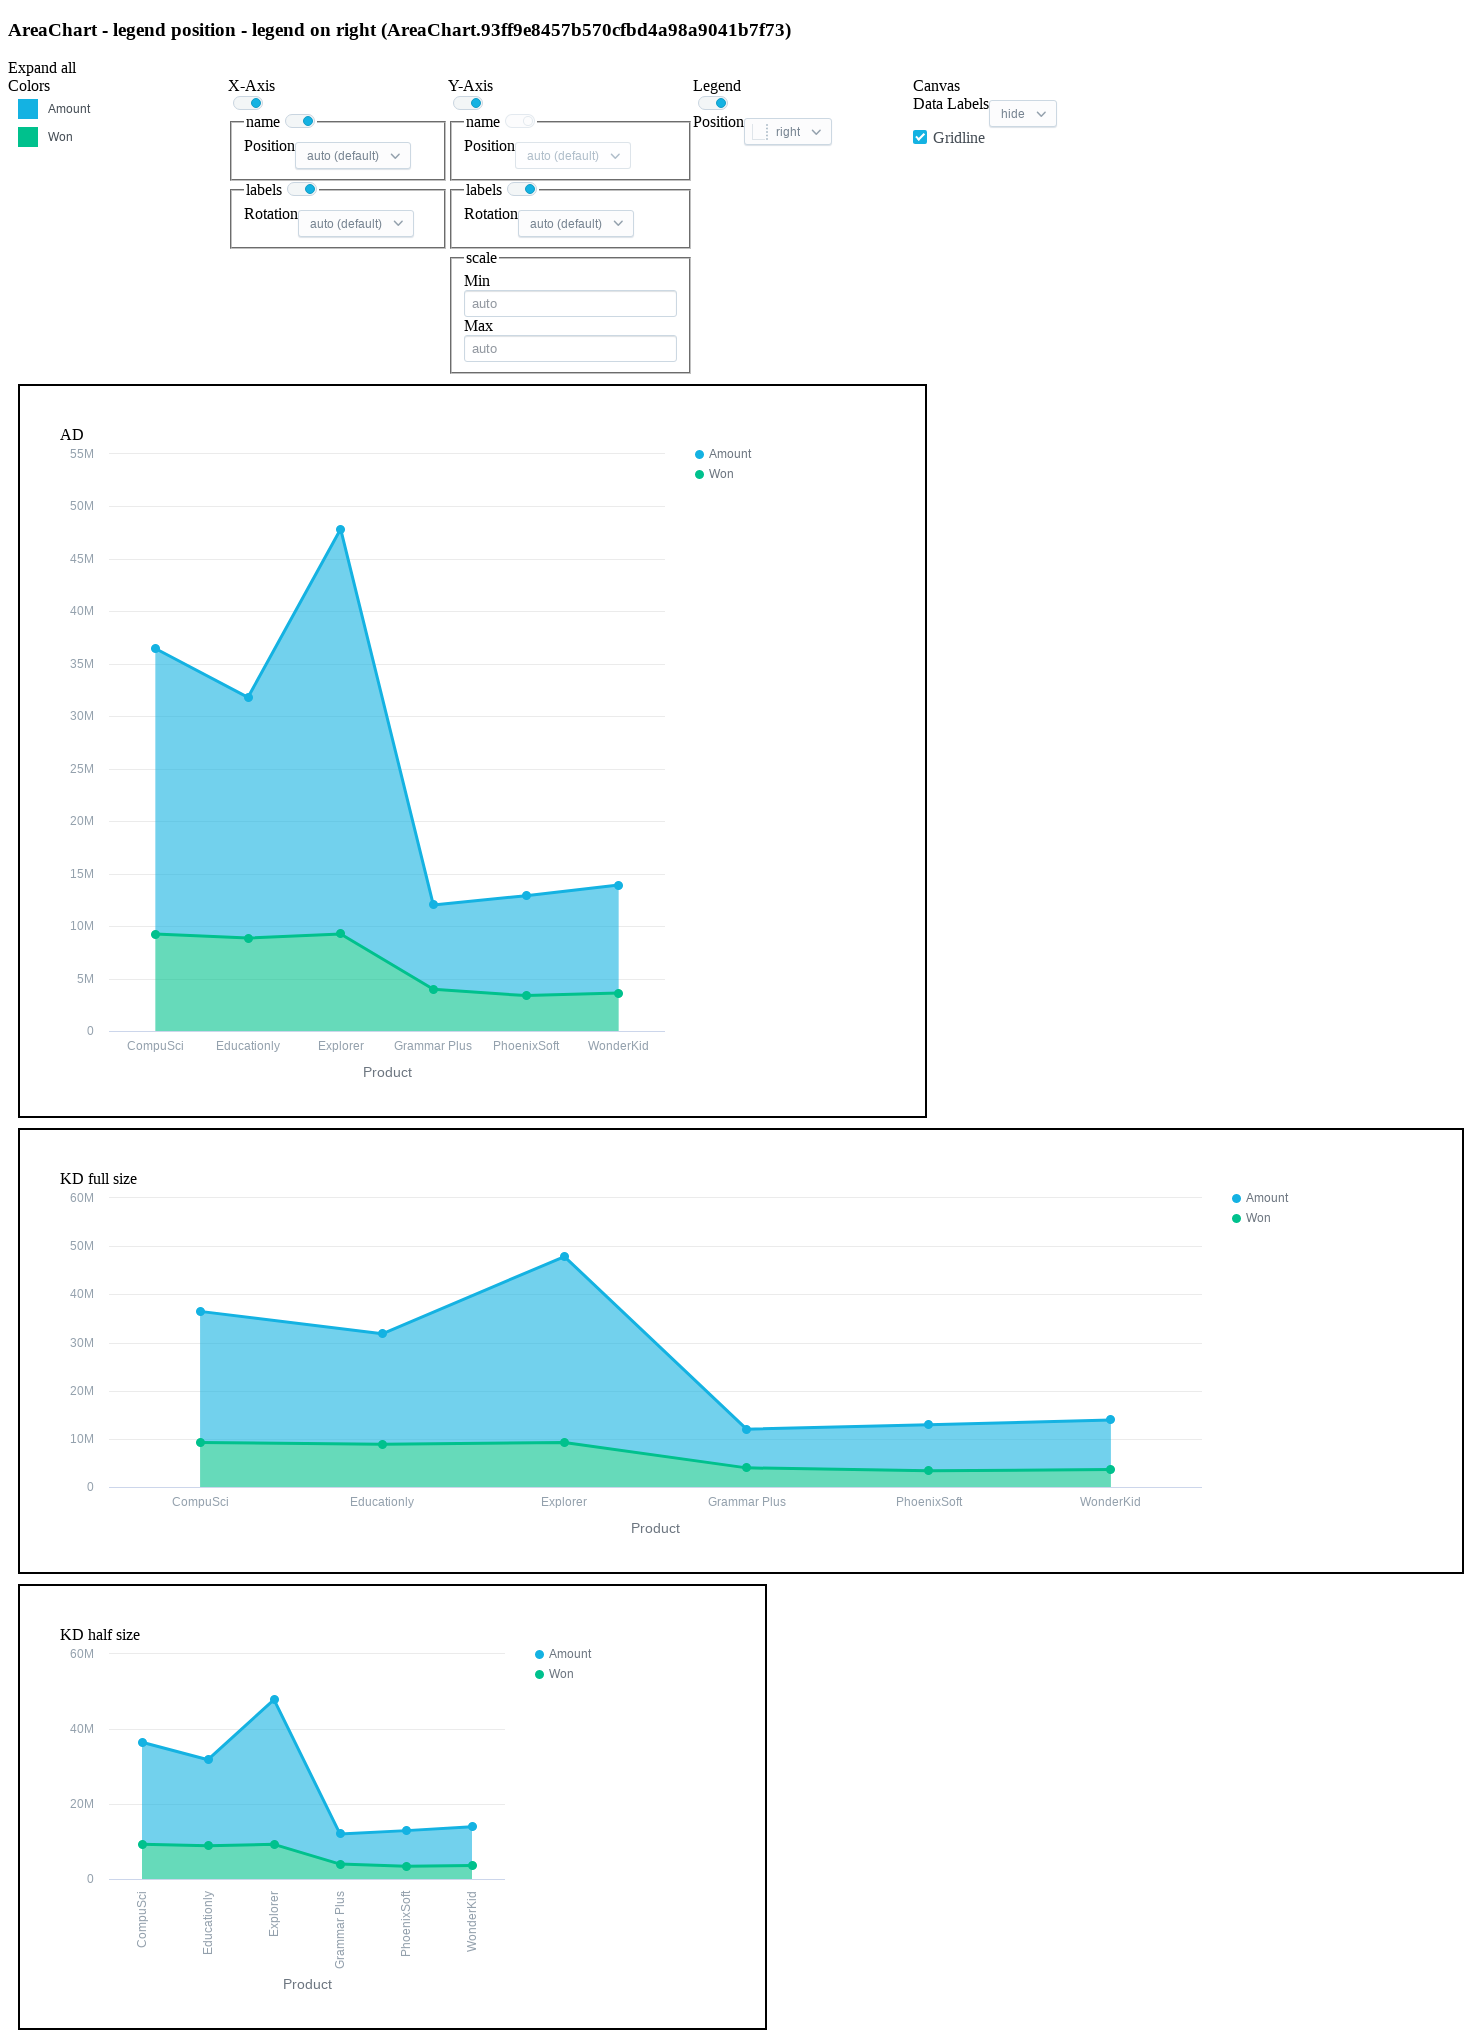 AreaChart - legend position - legend on right (AreaChart.93ff9e8457b570cfbd4a98a9041b7f73)
Expand all
Colors
Amount
Won
X-Axis
name
Position auto (default)
labels
Rotation auto (default)
Y-Axis
name
Position auto (default)
labels
Rotation auto (default)
scale
Min
auto
Max
auto
Legend
Position right
Canvas
Data Labels hide
Gridline
AD
55M
50M
45M
40M
35M
30M
25M
20M
15M
10M
5M
0
CompuSci Educationly Explorer Grammar Plus PhoenixSoft WonderKid
Product
Amount
Won
KD full size
60M
50M
40M
30M
20M
10M
0
CompuSci Educationly Explorer Grammar Plus PhoenixSoft WonderKid
Product
Amount
Won
KD half size
60M
40M
20M
0
CompuSci
Educationly
Explorer
Grammar Plus
PhoenixSoft
WonderKid
Product
Amount
Won